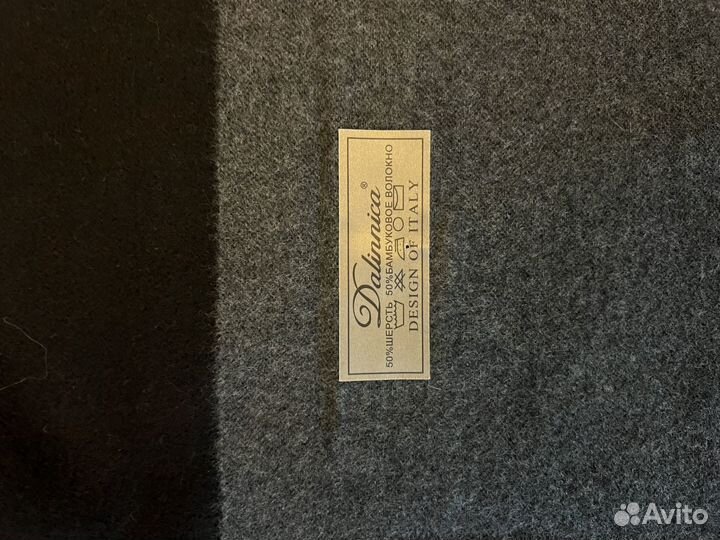 Dalinnica®
50%ШЕРСТЬ 50%БАМБУКОВОЕ ВОЛОКНО
DESIGN OF ITALY
Avito